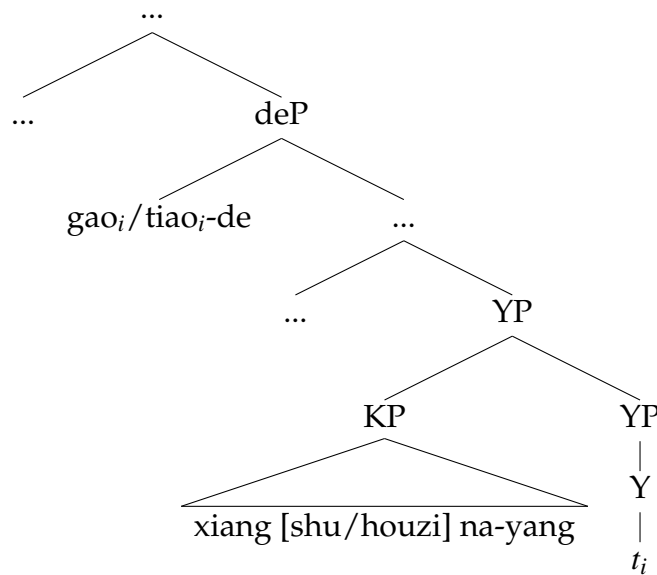 ...
... deP
gaoᵢ/tiaoᵢ-de ...
... YP
KP YP
Y
xiang [shu/houzi] na-yang
tᵢ